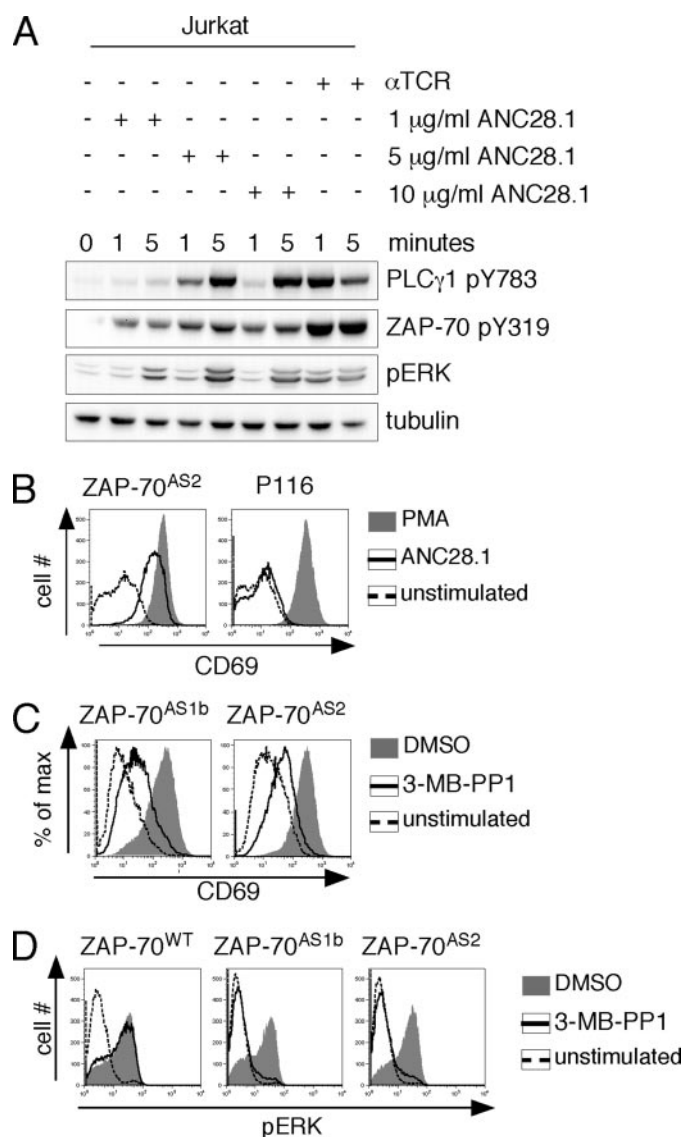 A
Jurkat
- - - - - - - + + αTCR
- + + - - - - - - 1 μg/ml ANC28.1
- - - + + - - - - 5 μg/ml ANC28.1
- - - - - + + - - 10 μg/ml ANC28.1
0 1 5 1 5 1 5 1 5 minutes
PLCγ1 pY783
ZAP-70 pY319
pERK
tubulin
B
ZAP-70AS2 P116
cell #
PMA
ANC28.1
unstimulated
CD69
C
ZAP-70AS1b ZAP-70AS2
% of max
DMSO
3-MB-PP1
unstimulated
CD69
D
ZAP-70WT ZAP-70AS1b ZAP-70AS2
cell #
DMSO
3-MB-PP1
unstimulated
pERK